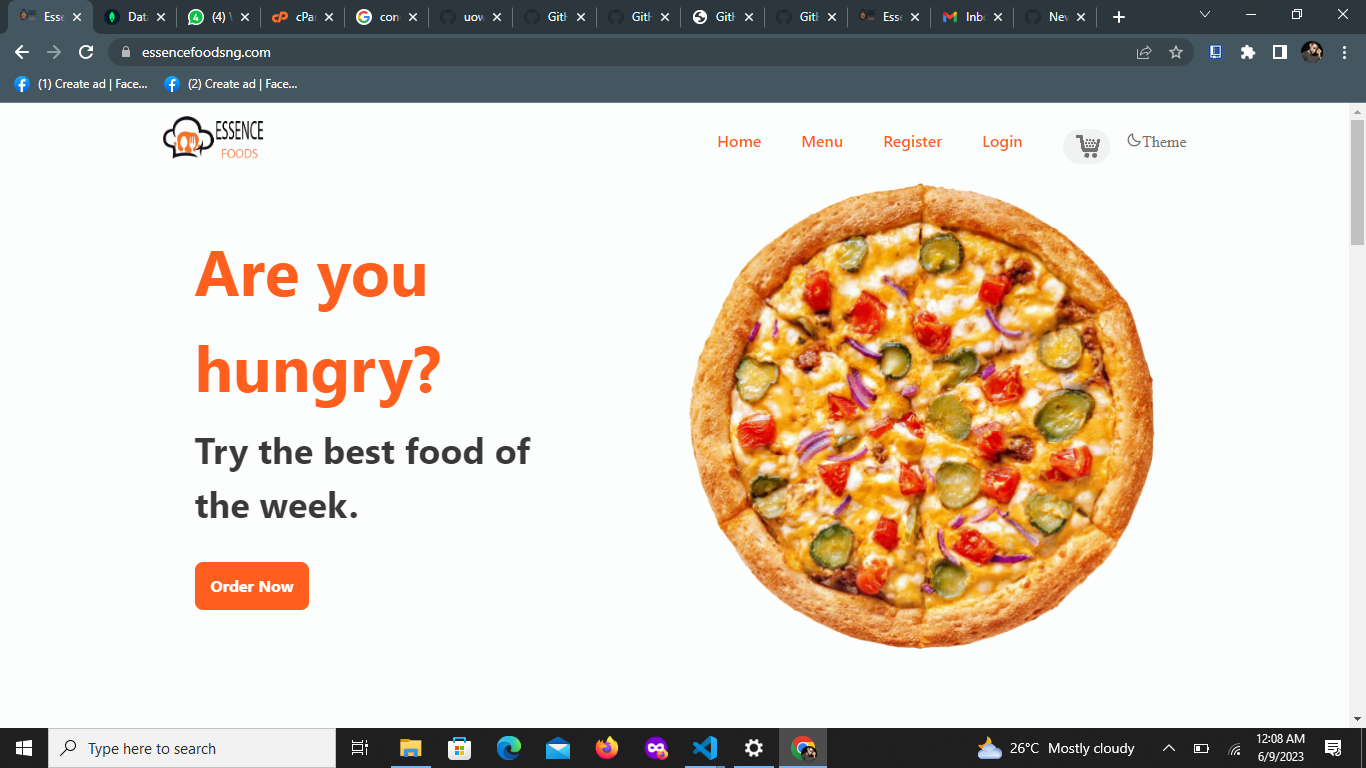 Esse
Data
(4) W
cPan
con
uow
GitH
GitH
GitH
GitH
Esse
Inbo
New
essencefoodsng.com
(1) Create ad | Face...
(2) Create ad | Face...
ESSENCE
FOODS
Home
Menu
Register
Login
Theme
Are you
hungry?
Try the best food of
the week.
Order Now
Type here to search
26°C Mostly cloudy
12:08 AM
6/9/2023